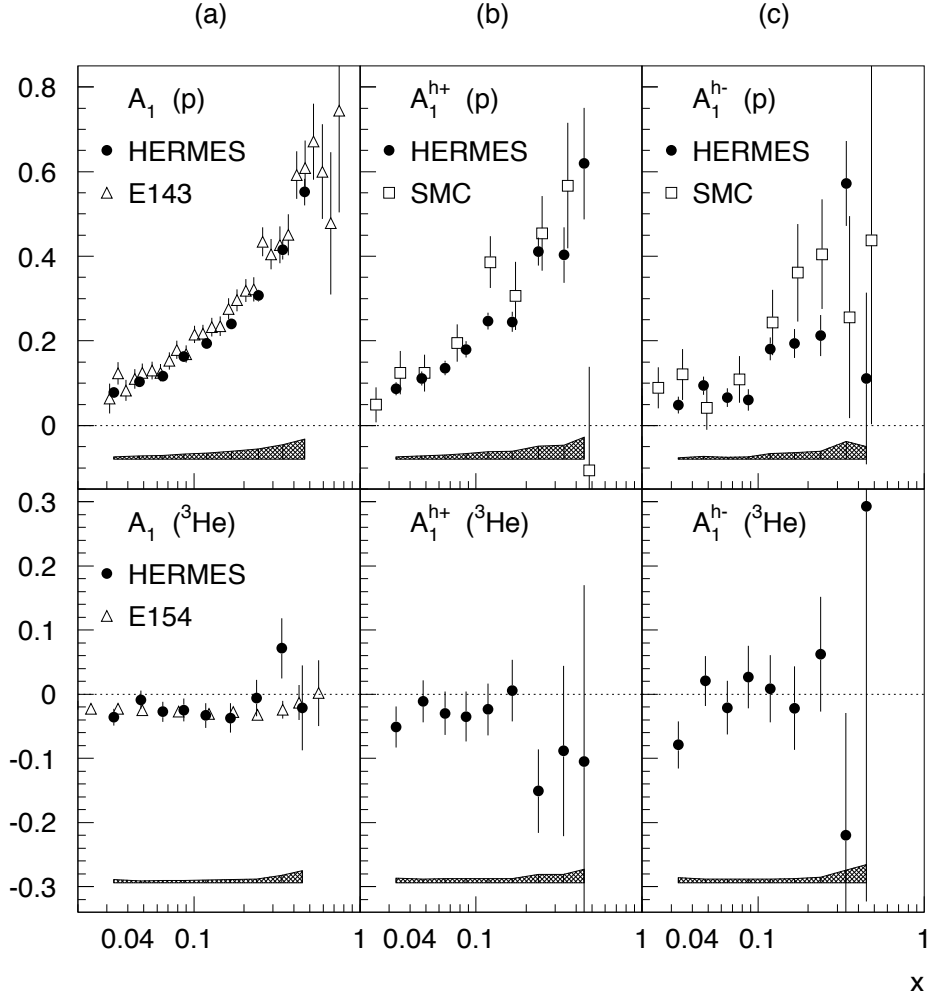 (a) (b) (c)
A₁ (p) A₁ʰ⁺ (p) A₁ʰ⁻ (p)
HERMES HERMES HERMES
E143 SMC SMC
0.8
0.6
0.4
0.2
0
A₁ (³He) A₁ʰ⁺ (³He) A₁ʰ⁻ (³He)
HERMES
E154
0.3
0.2
0.1
0
-0.1
-0.2
-0.3
0.04 0.1 1 0.04 0.1 1 0.04 0.1 1
x